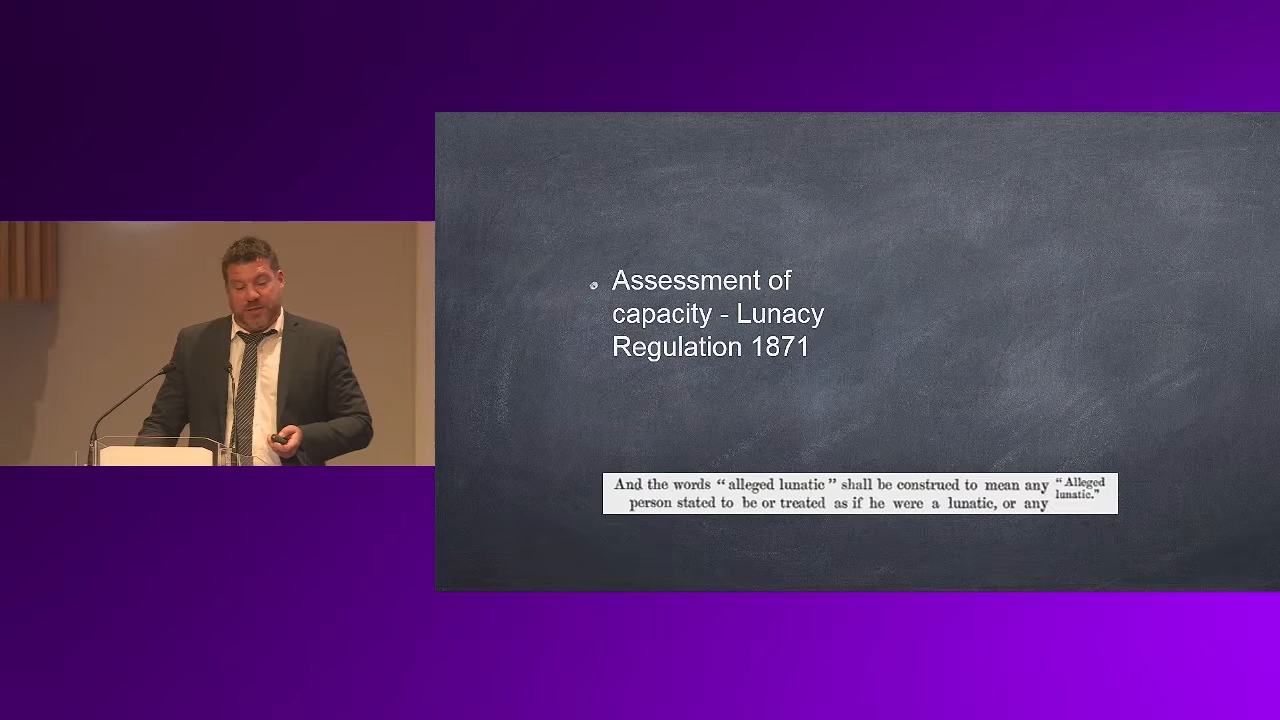 Assessment of
capacity - Lunacy
Regulation 1871
And the words “alleged lunatic” shall be construed to mean any
person stated to be or treated as if he were a lunatic, or any
“Alleged
lunatic.”